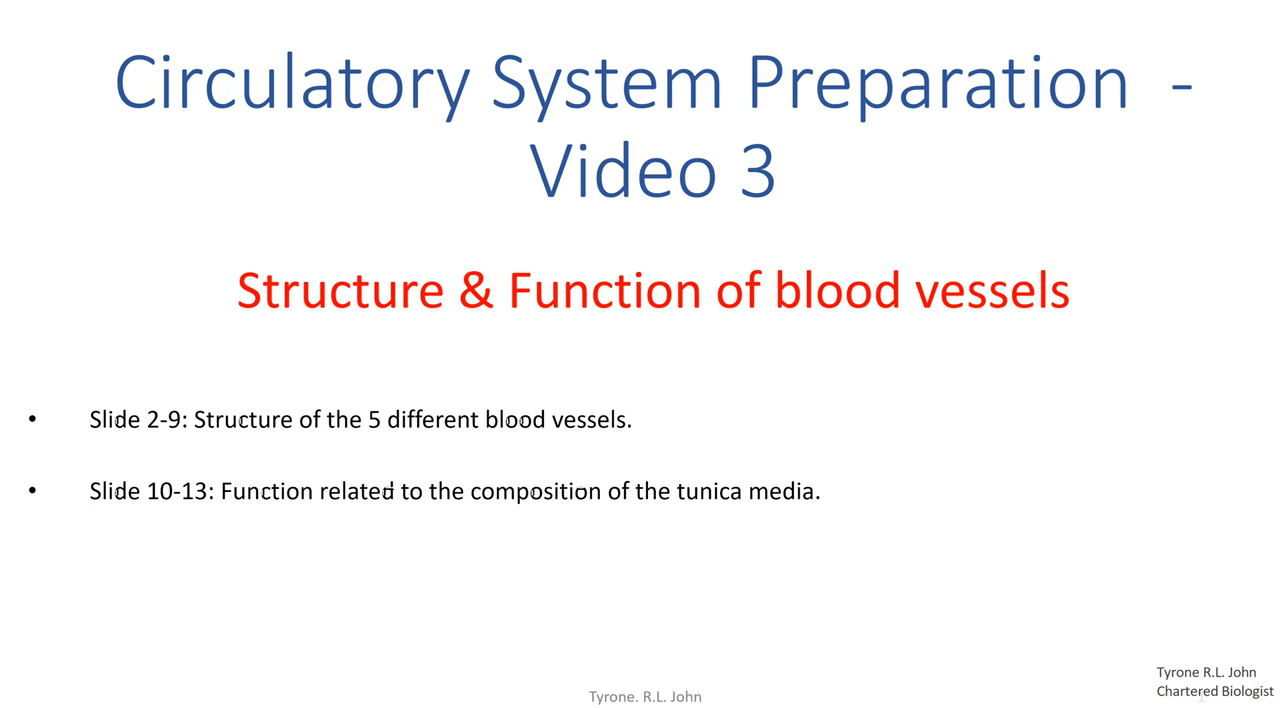 Circulatory System Preparation -
Video 3
Structure & Function of blood vessels
• Slide 2-9: Structure of the 5 different blood vessels.
• Slide 10-13: Function related to the composition of the tunica media.
Tyrone R.L. John
Chartered Biologist
Tyrone. R.L. John